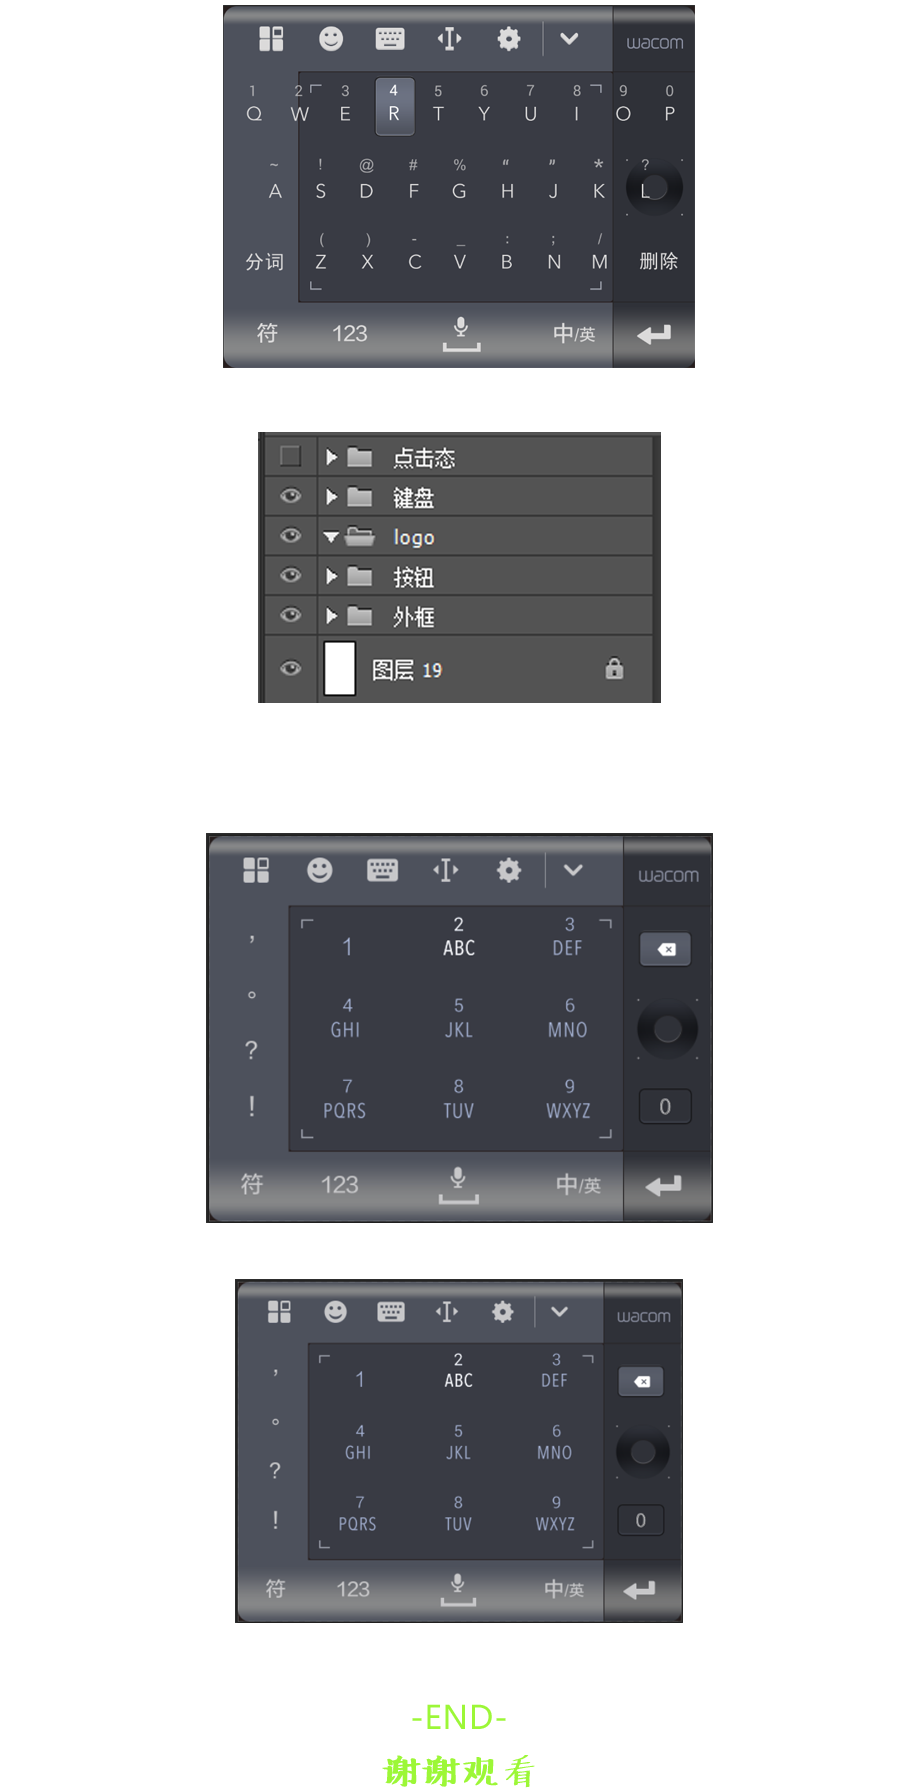 wacom
1 2 3 4 5 6 7 8 9 0
Q W E R T Y U I O P
~ ! @ # % “ ” * ?
A S D F G H J K L
( ) - _ : ; /
分词 Z X C V B N M 删除
符 123 中/英
点击态
键盘
logo
按钮
外框
图层 19
wacom
, 1 2 ABC 3 DEF
。 4 GHI 5 JKL 6 MNO
?
! 7 PQRS 8 TUV 9 WXYZ 0
符 123 中/英
wacom
, 1 2 ABC 3 DEF
。 4 GHI 5 JKL 6 MNO
?
! 7 PQRS 8 TUV 9 WXYZ 0
符 123 中/英
-END-
谢谢观看